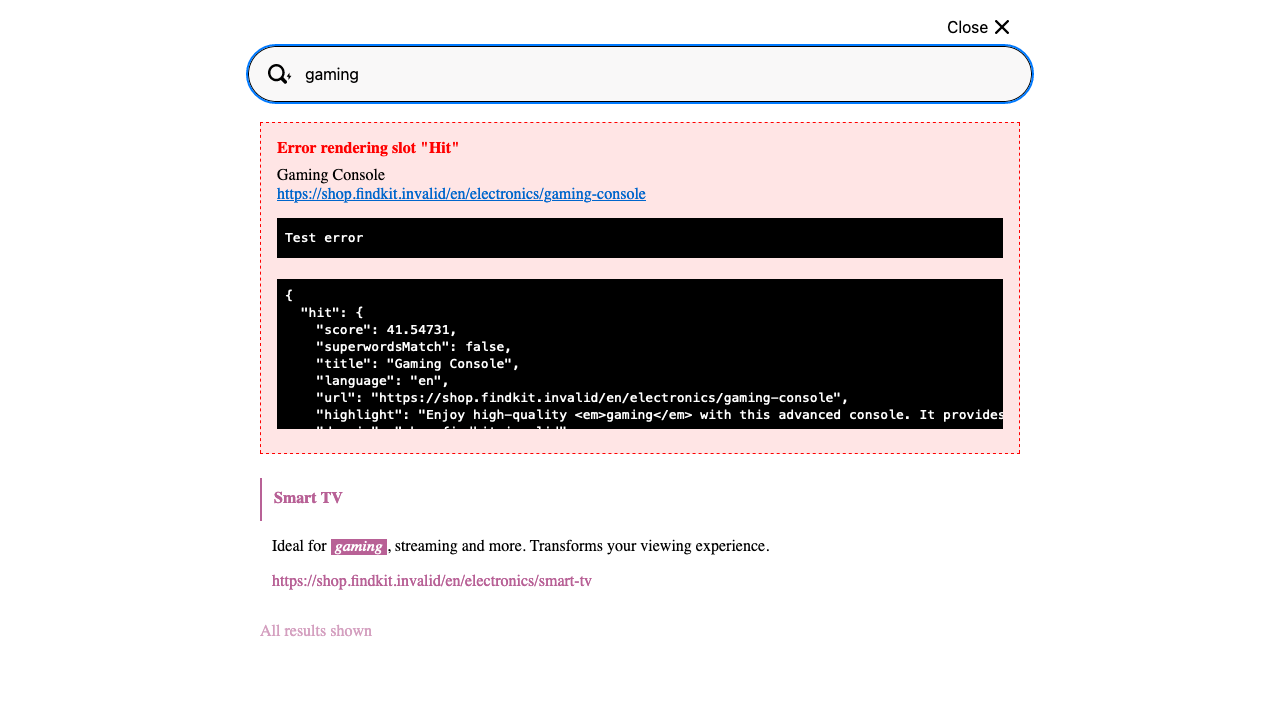 Close
gaming
Error rendering slot "Hit"
Gaming Console
https://shop.findkit.invalid/en/electronics/gaming-console
Test error
{
  "hit": {
    "score": 41.54731,
    "superwordsMatch": false,
    "title": "Gaming Console",
    "language": "en",
    "url": "https://shop.findkit.invalid/en/electronics/gaming-console",
    "highlight": "Enjoy high-quality <em>gaming</em> with this advanced console. It provides
Smart TV
Ideal for gaming, streaming and more. Transforms your viewing experience.
https://shop.findkit.invalid/en/electronics/smart-tv
All results shown